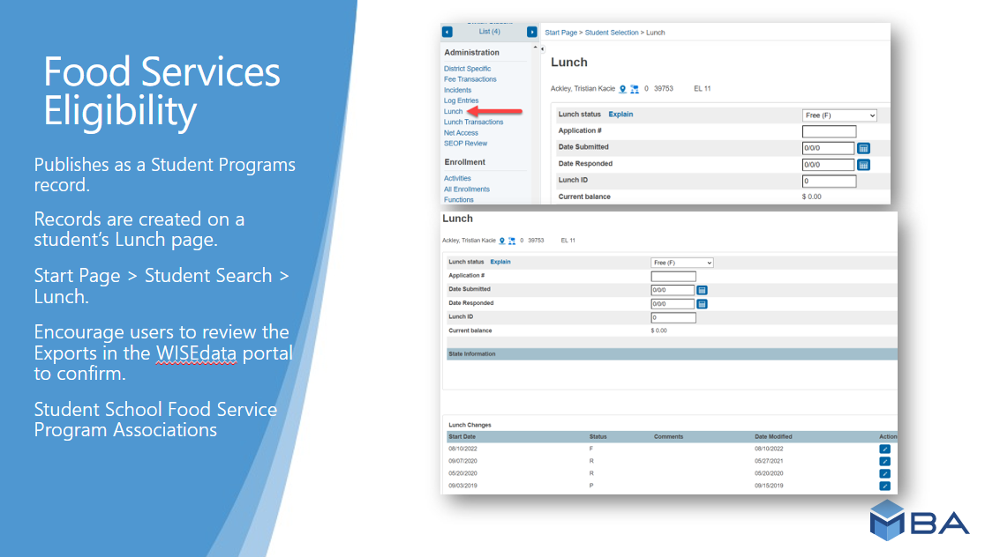 Food Services
Eligibility
Publishes as a Student Programs
record.
Records are created on a
student's Lunch page.
Start Page > Student Search >
Lunch.
Encourage users to review the
Exports in the WISEdata portal
to confirm.
Student School Food Service
Program Associations
List (4)
Start Page > Student Selection > Lunch
Administration
District Specific
Fee Transactions
Incidents
Log Entries
Lunch
Lunch Transactions
Net Access
SEOP Review
Enrollment
Activities
All Enrollments
Functions
Lunch
Ackley, Tristian Kacie 0 39753 EL 11
Lunch status Explain Free (F)
Application #
Date Submitted 0/0/0
Date Responded 0/0/0
Lunch ID 0
Current balance $ 0.00
Lunch
Ackley, Tristian Kacie 0 39753 EL 11
Lunch status Explain Free (F)
Application #
Date Submitted 0/0/0
Date Responded 0/0/0
Lunch ID 0
Current balance $ 0.00
State Information
Lunch Changes
Start Date Status Comments Date Modified Action
08/10/2022 F 08/10/2022
09/07/2020 R 05/27/2021
05/20/2020 R 05/20/2020
09/03/2019 P 09/15/2019
MBA